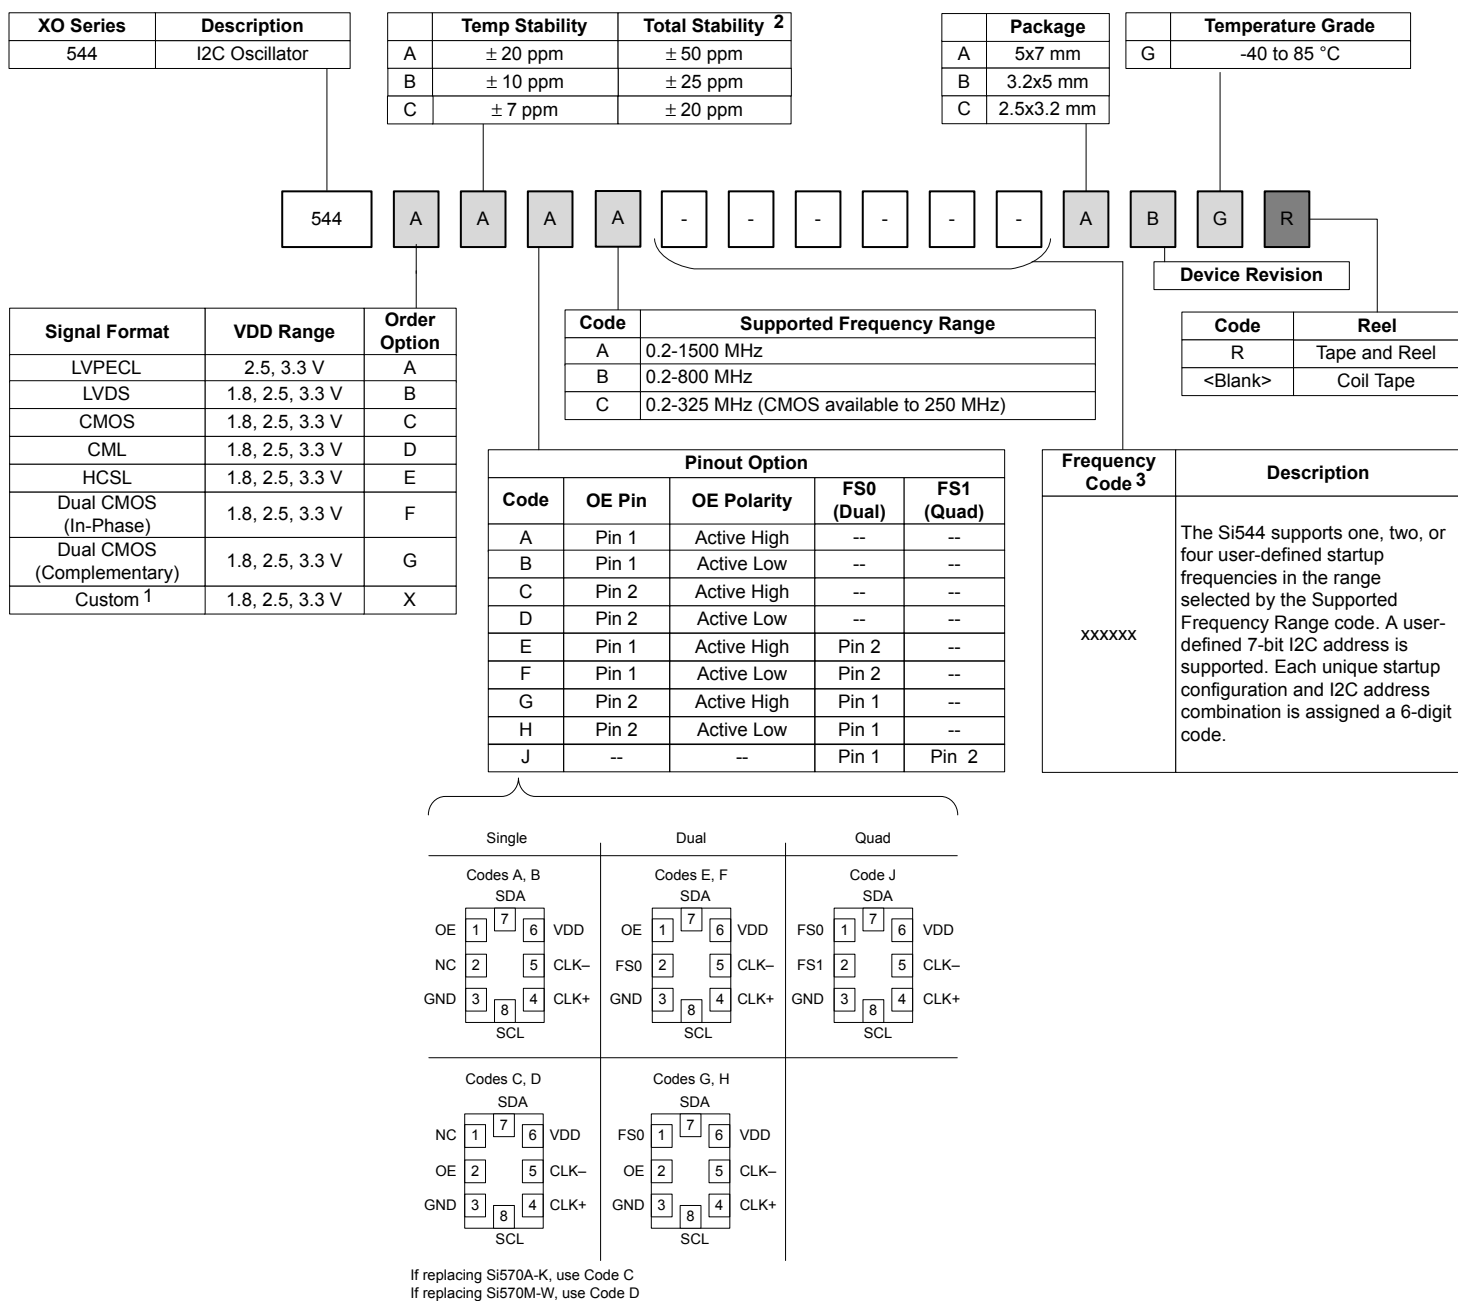 XO Series Description
544 I2C Oscillator
Temp Stability Total Stability 2
A ± 20 ppm ± 50 ppm
B ± 10 ppm ± 25 ppm
C ± 7 ppm ± 20 ppm
Package
A 5x7 mm
B 3.2x5 mm
C 2.5x3.2 mm
Temperature Grade
G -40 to 85 °C
544 A A A A - - - - - - A B G R
Device Revision
Signal Format VDD Range Order Option
LVPECL 2.5, 3.3 V A
LVDS 1.8, 2.5, 3.3 V B
CMOS 1.8, 2.5, 3.3 V C
CML 1.8, 2.5, 3.3 V D
HCSL 1.8, 2.5, 3.3 V E
Dual CMOS (In-Phase) 1.8, 2.5, 3.3 V F
Dual CMOS (Complementary) 1.8, 2.5, 3.3 V G
Custom 1 1.8, 2.5, 3.3 V X
Code Supported Frequency Range
A 0.2-1500 MHz
B 0.2-800 MHz
C 0.2-325 MHz (CMOS available to 250 MHz)
Code Reel
R Tape and Reel
<Blank> Coil Tape
Pinout Option
Code OE Pin OE Polarity FS0 (Dual) FS1 (Quad)
A Pin 1 Active High -- --
B Pin 1 Active Low -- --
C Pin 2 Active High -- --
D Pin 2 Active Low -- --
E Pin 1 Active High Pin 2 --
F Pin 1 Active Low Pin 2 --
G Pin 2 Active High Pin 1 --
H Pin 2 Active Low Pin 1 --
J -- -- Pin 1 Pin 2
Frequency Code 3 Description
xxxxxx
The Si544 supports one, two, or
four user-defined startup
frequencies in the range
selected by the Supported
Frequency Range code. A user-
defined 7-bit I2C address is
supported. Each unique startup
configuration and I2C address
combination is assigned a 6-digit
code.
Single Dual Quad
Codes A, B
SDA
7
OE 1 6 VDD
NC 2 5 CLK–
GND 3 4 CLK+
8
SCL
Codes E, F
SDA
7
OE 1 6 VDD
FS0 2 5 CLK–
GND 3 4 CLK+
8
SCL
Code J
SDA
7
FS0 1 6 VDD
FS1 2 5 CLK–
GND 3 4 CLK+
8
SCL
Codes C, D
SDA
7
NC 1 6 VDD
OE 2 5 CLK–
GND 3 4 CLK+
8
SCL
Codes G, H
SDA
7
FS0 1 6 VDD
OE 2 5 CLK–
GND 3 4 CLK+
8
SCL
If replacing Si570A-K, use Code C
If replacing Si570M-W, use Code D